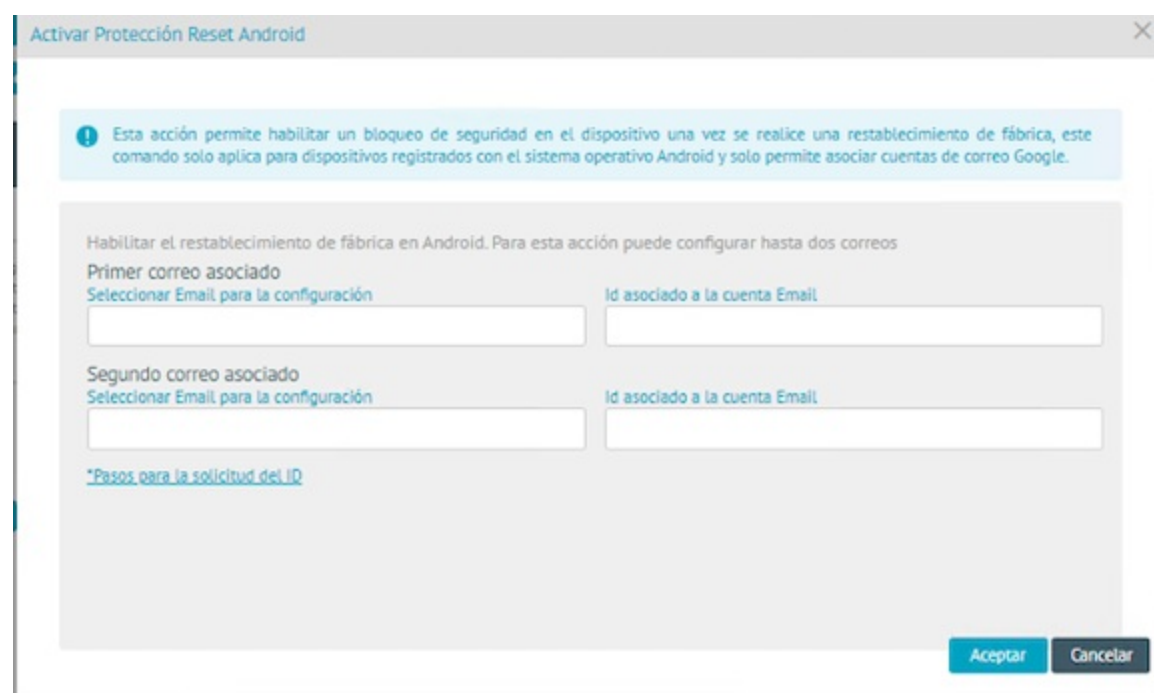 Activar Protección Reset Android
Esta acción permite habilitar un bloqueo de seguridad en el dispositivo una vez se realice una restablecimiento de fábrica, este
comando solo aplica para dispositivos registrados con el sistema operativo Android y solo permite asociar cuentas de correo Google.
Habilitar el restablecimiento de fábrica en Android. Para esta acción puede configurar hasta dos correos
Primer correo asociado
Seleccionar Email para la configuración
Id asociado a la cuenta Email
Segundo correo asociado
Seleccionar Email para la configuración
Id asociado a la cuenta Email
*Pasos para la solicitud del ID
Aceptar
Cancelar